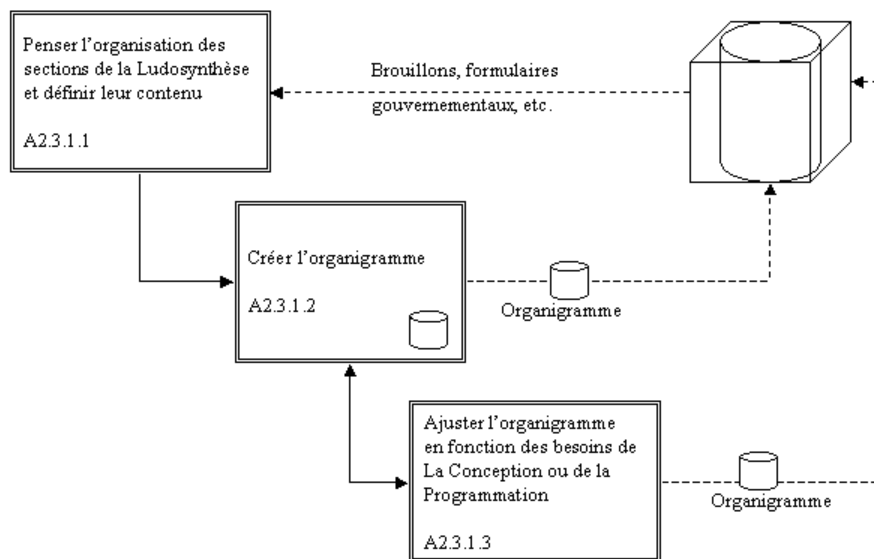 Penser l'organisation des
sections de la Ludosynthèse
et définir leur contenu
A2.3.1.1
Brouillons, formulaires
gouvernementaux, etc.
Créer l'organigramme
A2.3.1.2
Organigramme
Ajuster l'organigramme
en fonction des besoins de
La Conception ou de la
Programmation
A2.3.1.3
Organigramme